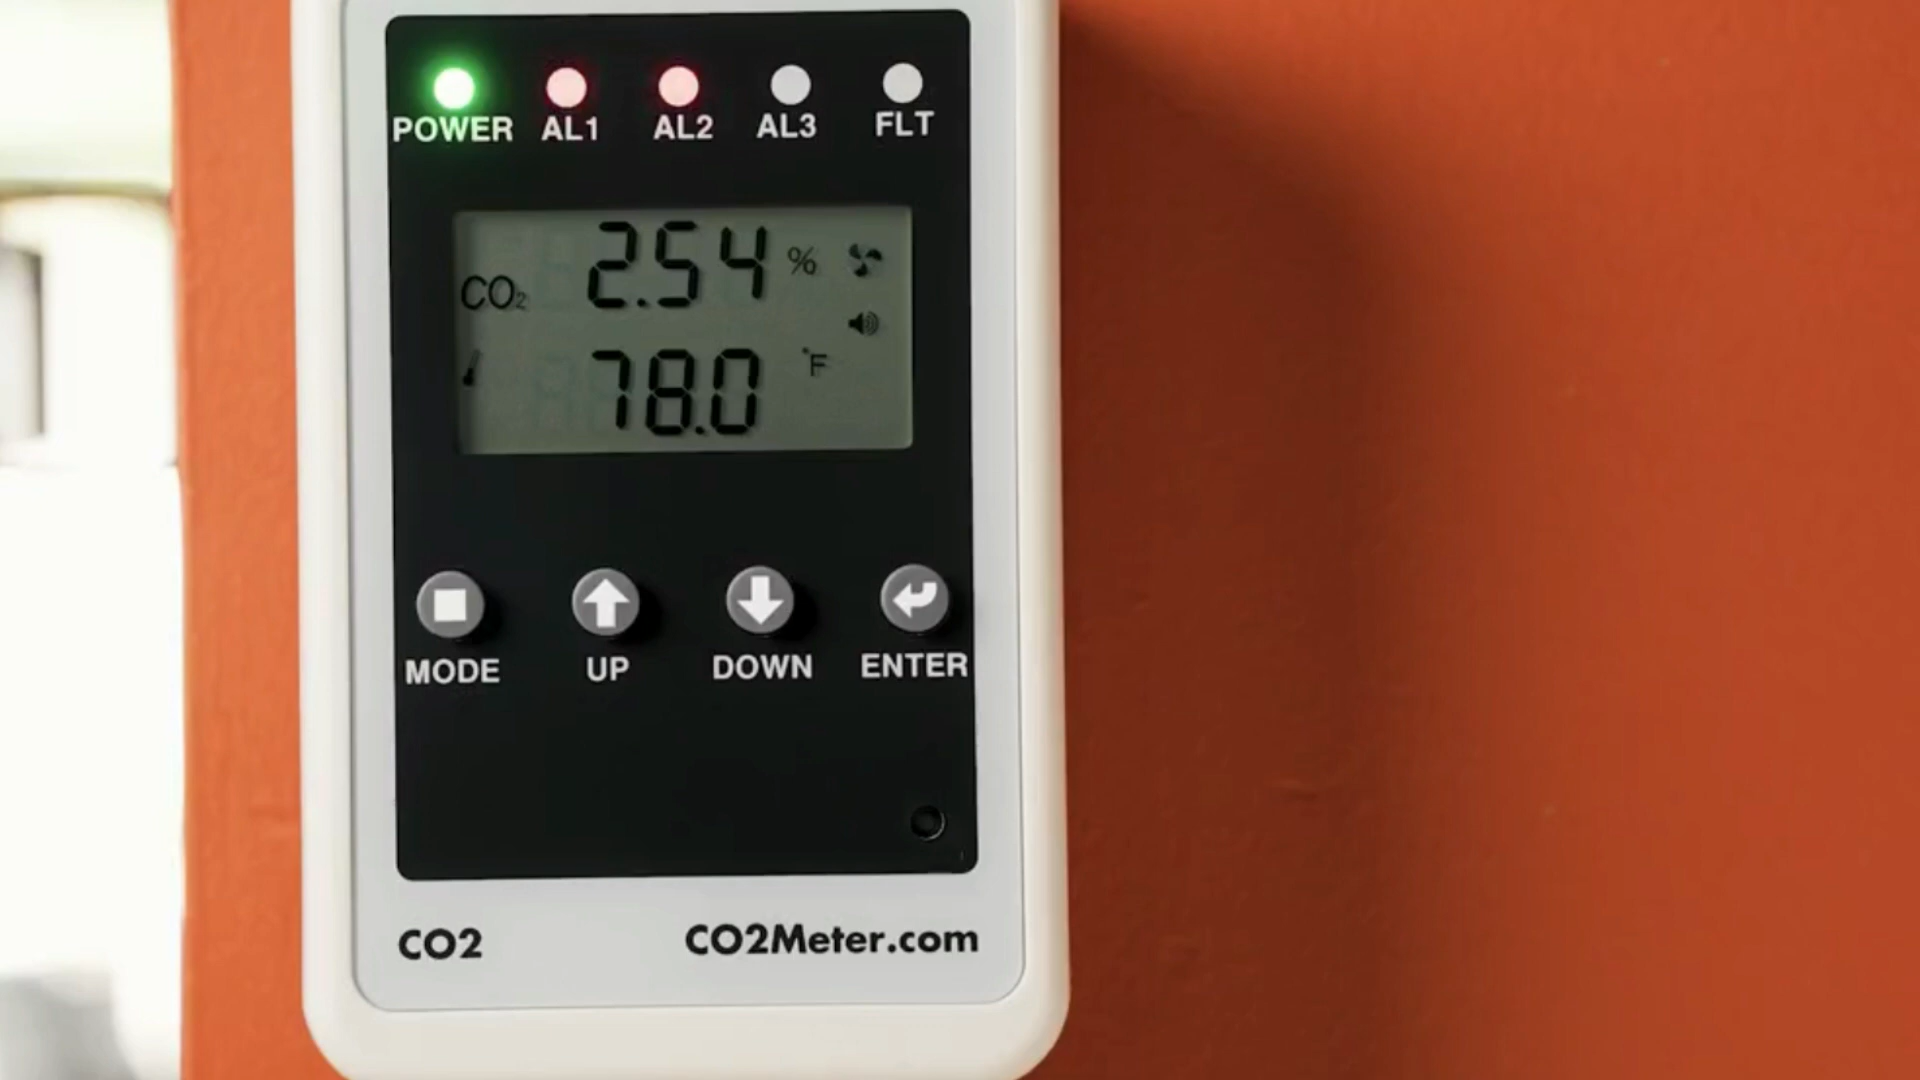 POWER AL1 AL2 AL3 FLT
CO₂ 2.54 %
78.0 °F
MODE UP DOWN ENTER
CO2 CO2Meter.com